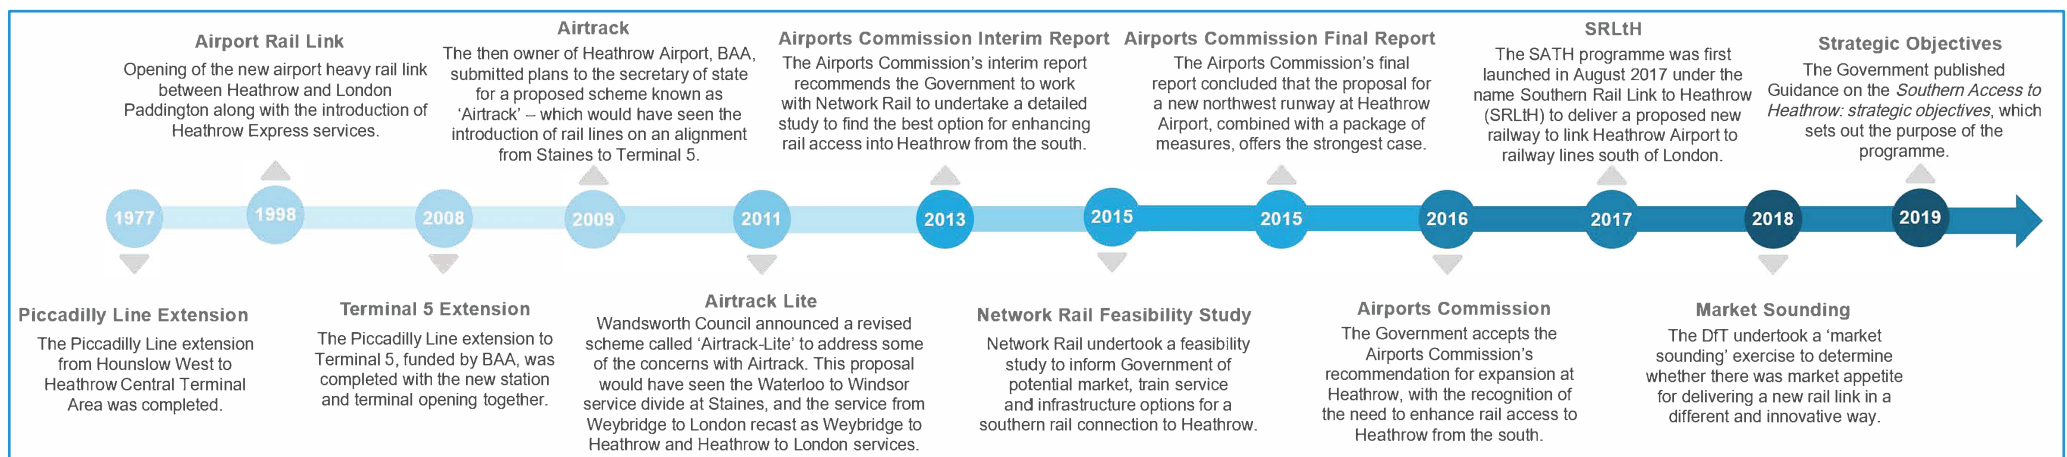 Airport Rail Link
Opening of the new airport heavy rail link
between Heathrow and London
Paddington along with the introduction of
Heathrow Express services.
Airtrack
The then owner of Heathrow Airport, BAA,
submitted plans to the secretary of state
for a proposed scheme known as
‘Airtrack’ – which would have seen the
introduction of rail lines on an alignment
from Staines to Terminal 5.
Airports Commission Interim Report
The Airports Commission’s interim report
recommends the Government to work
with Network Rail to undertake a detailed
study to find the best option for enhancing
rail access into Heathrow from the south.
Airports Commission Final Report
The Airports Commission’s final
report concluded that the proposal for
a new northwest runway at Heathrow
Airport, combined with a package of
measures, offers the strongest case.
SRLtH
The SATH programme was first
launched in August 2017 under the
name Southern Rail Link to Heathrow
(SRLtH) to deliver a proposed new
railway to link Heathrow Airport to
railway lines south of London.
Strategic Objectives
The Government published
Guidance on the Southern Access to
Heathrow: strategic objectives, which
sets out the purpose of the
programme.
1977
1998
2008
2009
2011
2013
2015
2015
2016
2017
2018
2019
Piccadilly Line Extension
The Piccadilly Line extension
from Hounslow West to
Heathrow Central Terminal
Area was completed.
Terminal 5 Extension
The Piccadilly Line extension to
Terminal 5, funded by BAA, was
completed with the new station
and terminal opening together.
Airtrack Lite
Wandsworth Council announced a revised
scheme called ‘Airtrack-Lite’ to address some
of the concerns with Airtrack. This proposal
would have seen the Waterloo to Windsor
service divide at Staines, and the service from
Weybridge to London recast as Weybridge to
Heathrow and Heathrow to London services.
Network Rail Feasibility Study
Network Rail undertook a feasibility
study to inform Government of
potential market, train service
and infrastructure options for a
southern rail connection to Heathrow.
Airports Commission
The Government accepts the
Airports Commission’s
recommendation for expansion at
Heathrow, with the recognition of
the need to enhance rail access to
Heathrow from the south.
Market Sounding
The DfT undertook a ‘market
sounding’ exercise to determine
whether there was market appetite
for delivering a new rail link in a
different and innovative way.